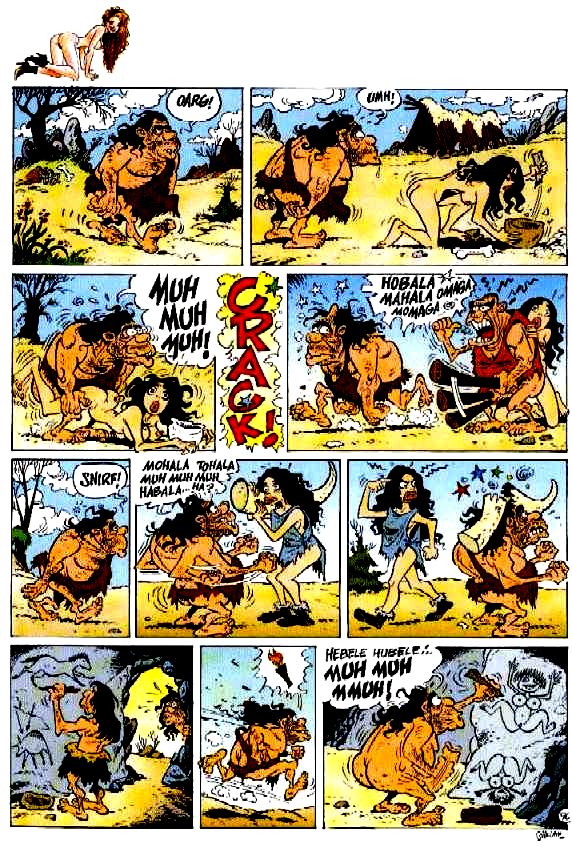 OARG!
UMH!
MUH
MUH
MUH!
CRACK!
HOBALA
MAHALA OMAGA
MOMAGA
SNIRF!
MOHALA TOHALA
MUH MUH MUH
HABALA... HA?
HEBELE HUBELE...
MUH MUH
MMUH!